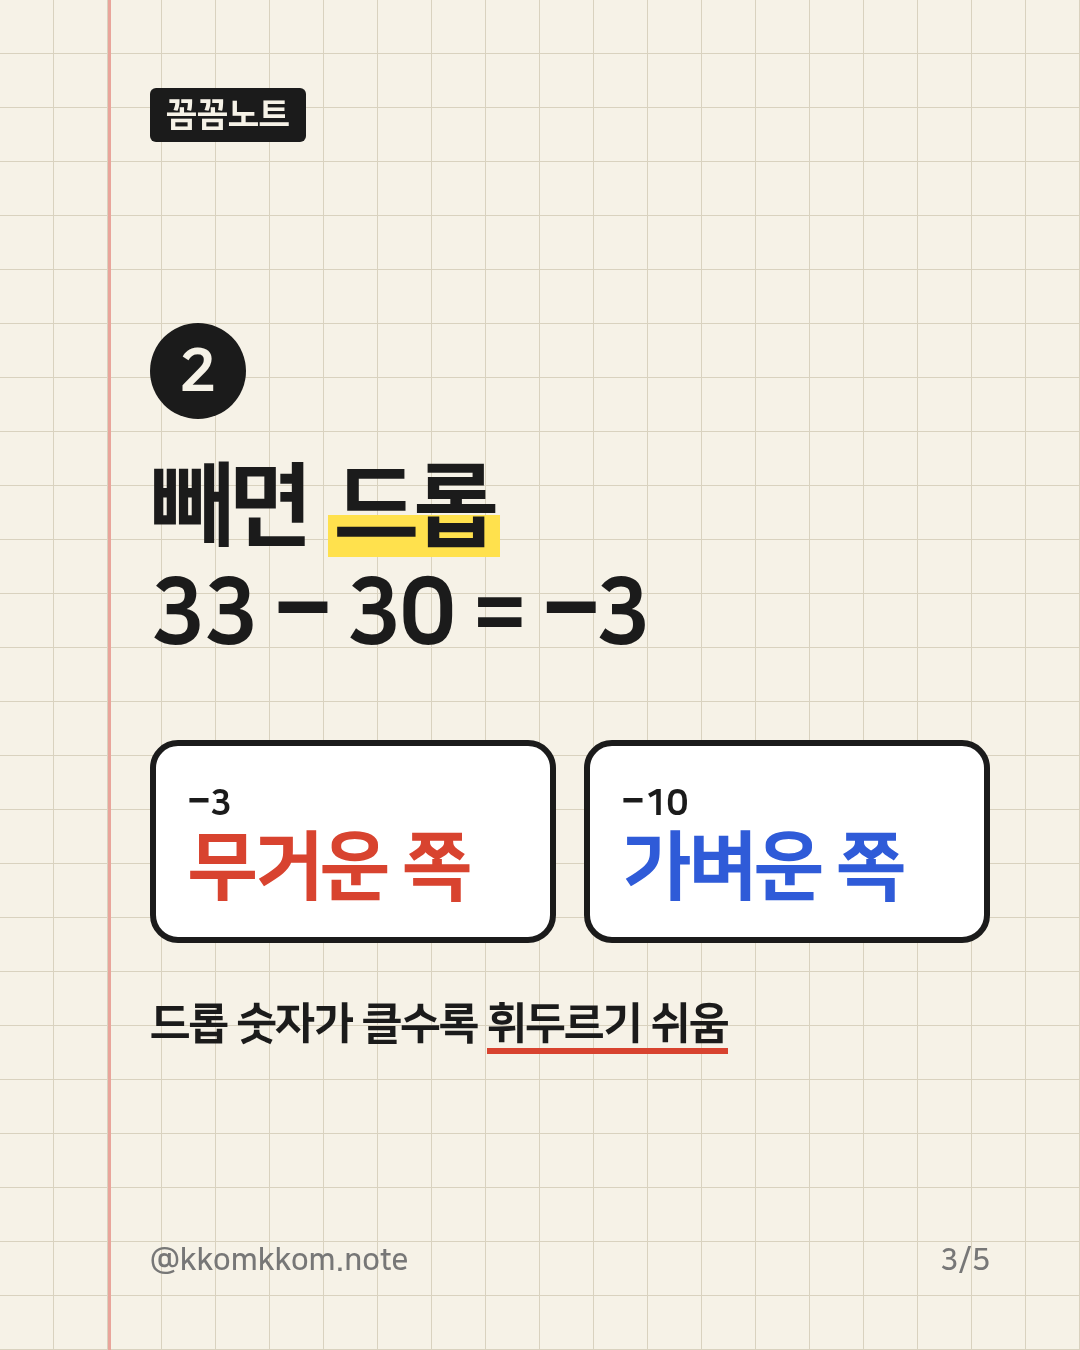 꼼꼼노트
2
빼면 드롭
33 − 30 = −3
−3
무거운 쪽
−10
가벼운 쪽
드롭 숫자가 클수록 휘두르기 쉬움
@kkomkkom.note
3/5